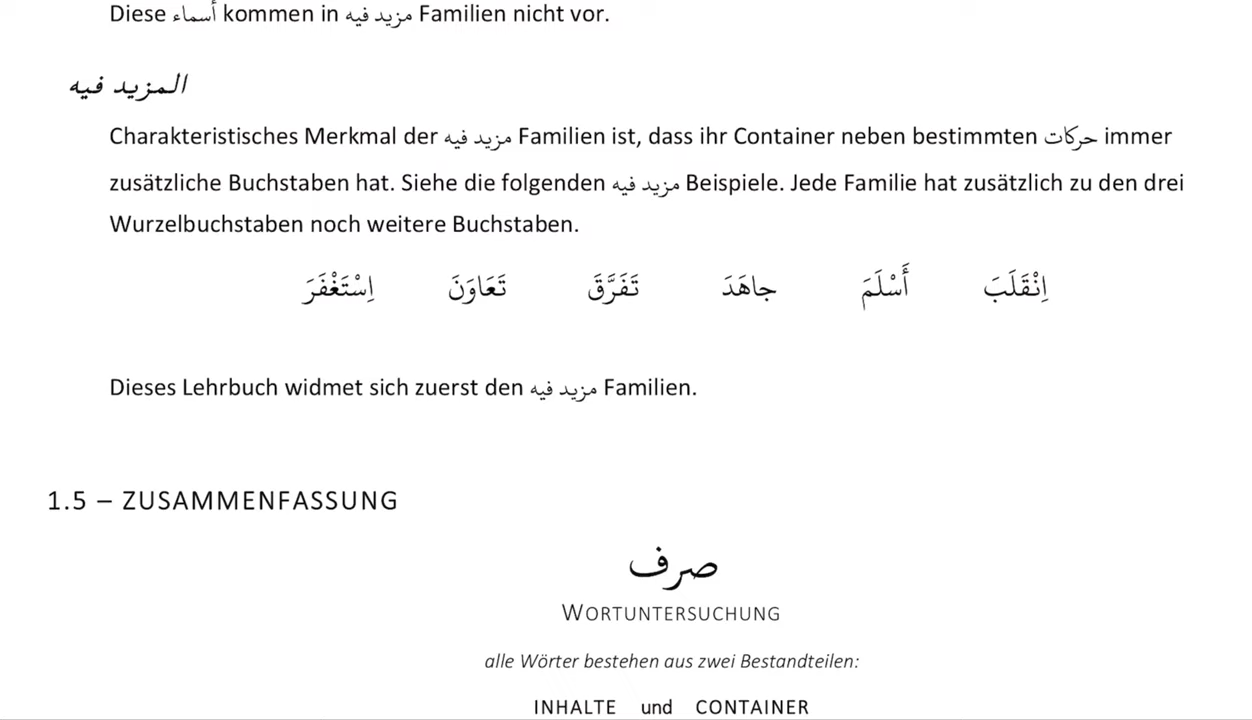 Diese أسماء kommen in مزيد فيه Familien nicht vor.
المزيد فيه
Charakteristisches Merkmal der مزيد فيه Familien ist, dass ihr Container neben bestimmten حركات immer
zusätzliche Buchstaben hat. Siehe die folgenden مزيد فيه Beispiele. Jede Familie hat zusätzlich zu den drei
Wurzelbuchstaben noch weitere Buchstaben.
اِنْقَلَبَ أَسْلَمَ جاهَدَ تَفَرَّقَ تَعَاوَنَ اِسْتَغْفَرَ
Dieses Lehrbuch widmet sich zuerst den مزيد فيه Familien.
1.5 – ZUSAMMENFASSUNG
صرف
WORTUNTERSUCHUNG
alle Wörter bestehen aus zwei Bestandteilen:
INHALTE und CONTAINER